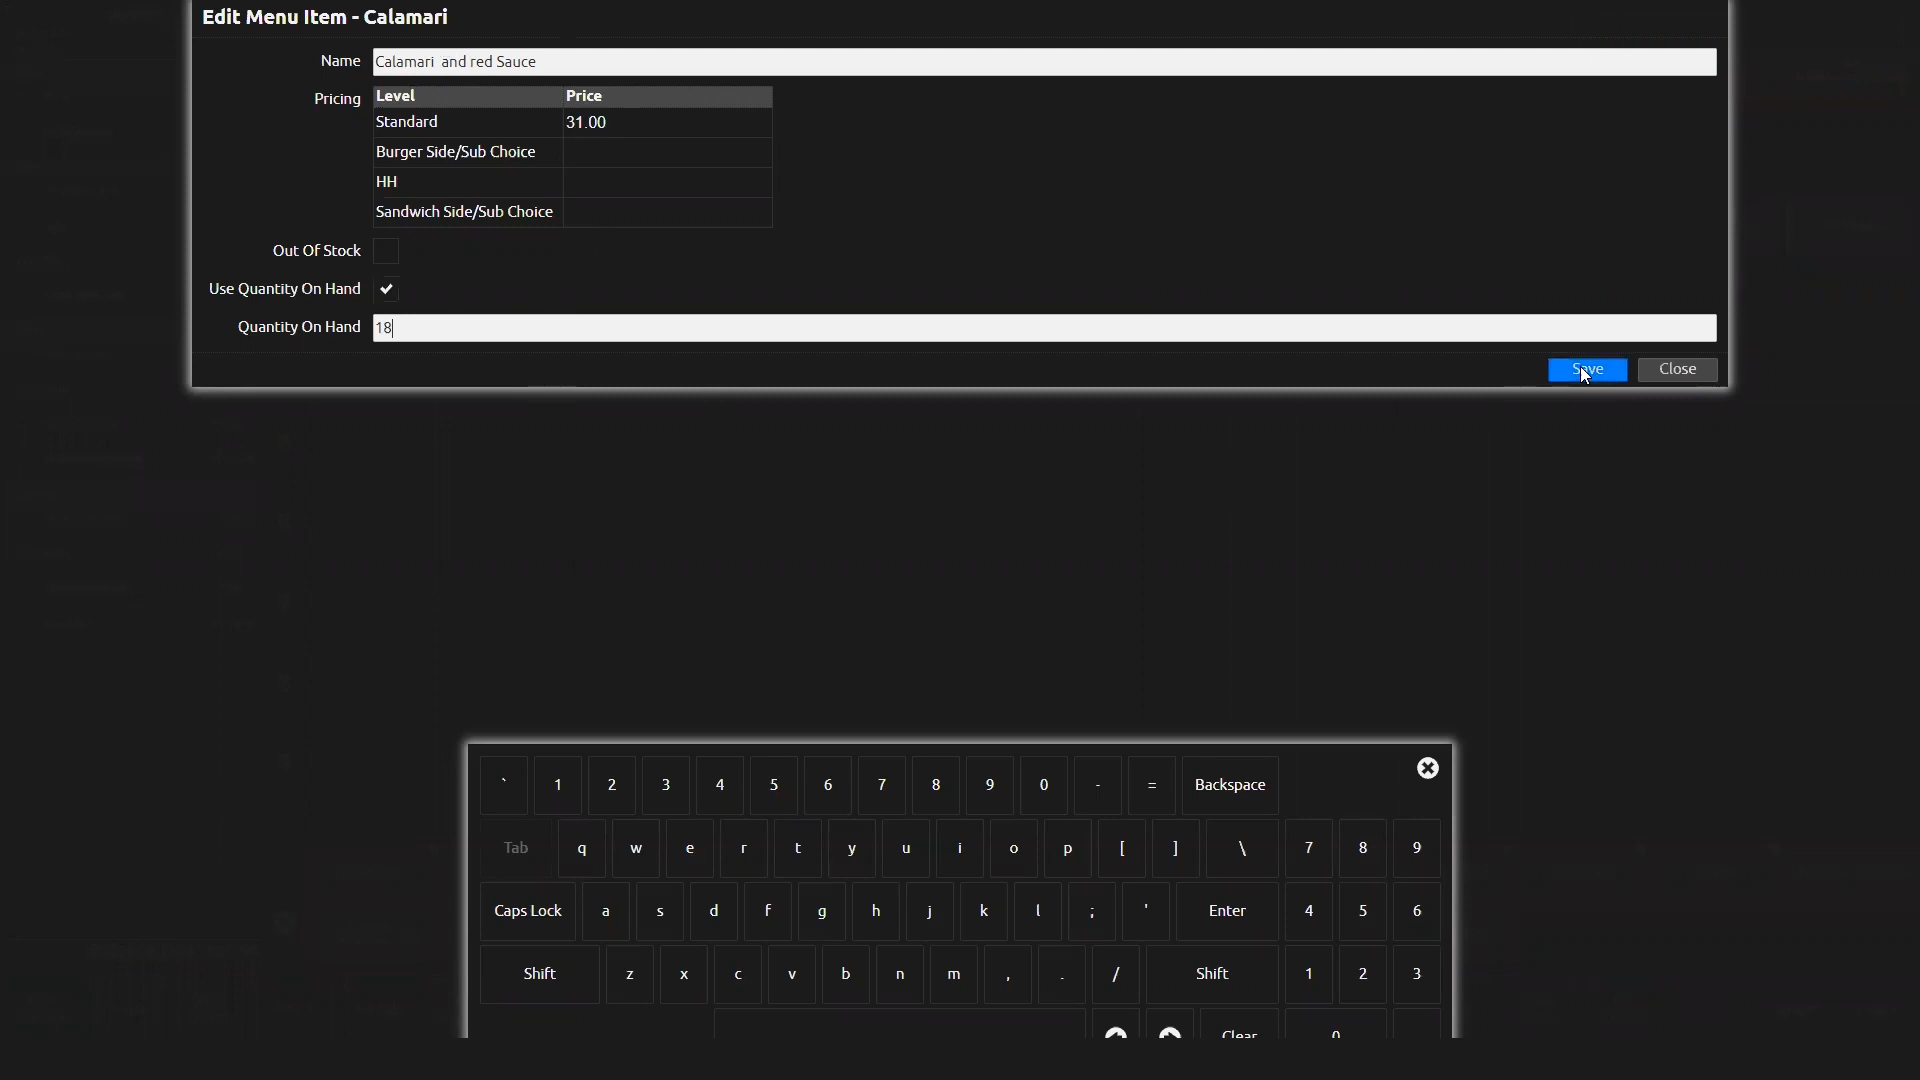 Edit Menu Item - Calamari
Name Calamari  and red Sauce
Pricing Level Price
Standard 31.00
Burger Side/Sub Choice
HH
Sandwich Side/Sub Choice
Out Of Stock
Use Quantity On Hand
Quantity On Hand 18
Save Close
` 1 2 3 4 5 6 7 8 9 0 - = Backspace
Tab q w e r t y u i o p [ ] \ 7 8 9
Caps Lock a s d f g h j k l ; ' Enter 4 5 6
Shift z x c v b n m , . / Shift 1 2 3
Clear 0